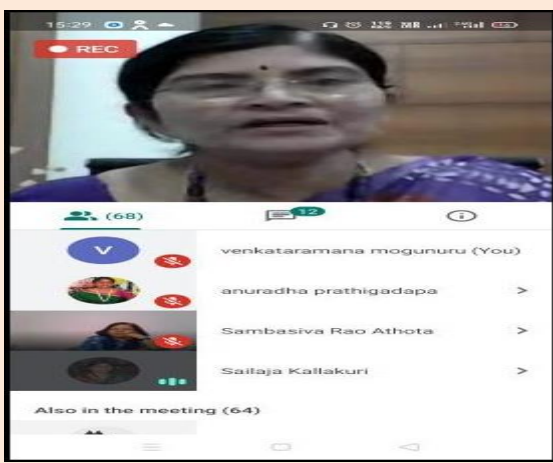 15:29
REC
(68)
12
V
venkataramana mogunuru (You)
anuradha prathigadapa
Sambasiva Rao Athota
Sailaja Kallakuri
Also in the meeting (64)